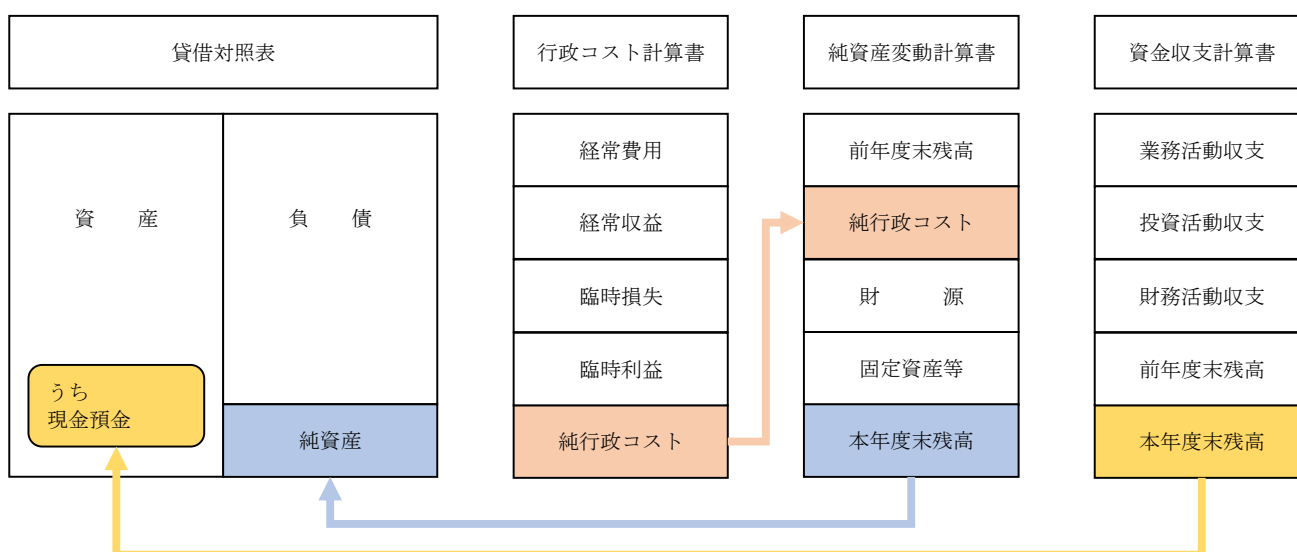 貸借対照表
資　産
負　債
うち
現金預金
純資産
行政コスト計算書
経常費用
経常収益
臨時損失
臨時利益
純行政コスト
純資産変動計算書
前年度末残高
純行政コスト
財　源
固定資産等
本年度末残高
資金収支計算書
業務活動収支
投資活動収支
財務活動収支
前年度末残高
本年度末残高